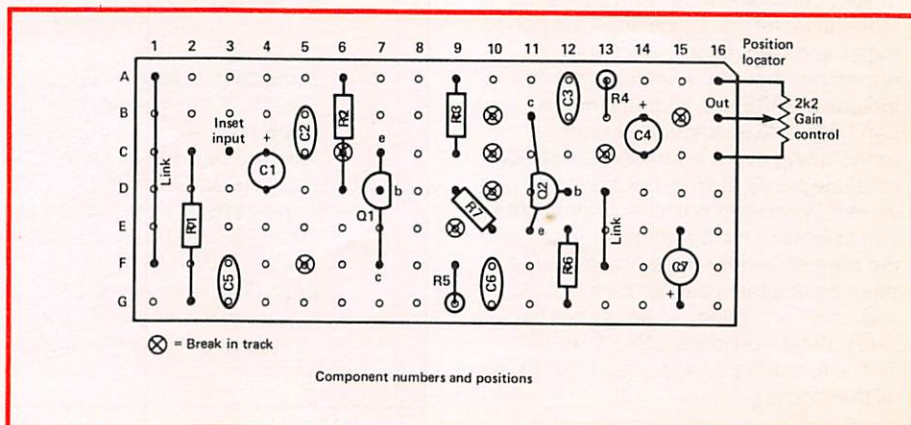 1 2 3 4 5 6 7 8 9 10 11 12 13 14 15 16
Position locator
A
B
C
D
E
F
G
Link
R1
Inset input
C5
+
C1
C2
R2
e
b
Q1
c
R3
R7
R5
C6
c
Q2
b
e
C3
R6
R4
Link
+
C4
C7
+
Out
2k2
Gain
control
= Break in track
Component numbers and positions